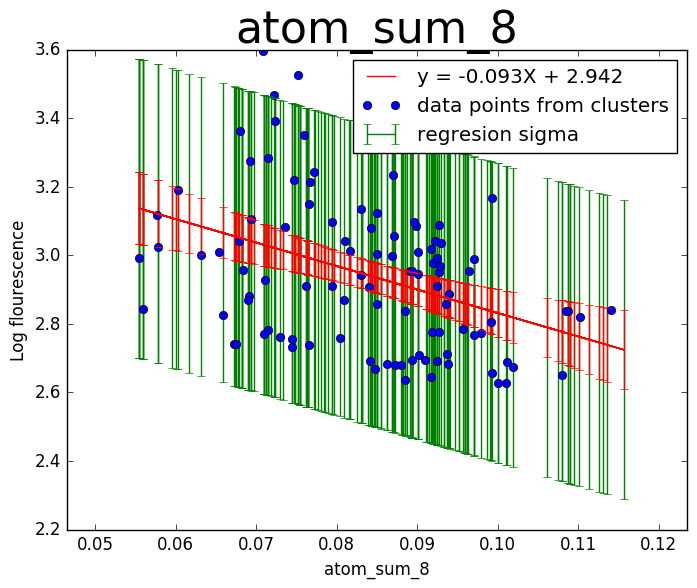 atom_sum_8
y = -0.093X + 2.942
data points from clusters
regresion sigma
3.6
3.4
3.2
3.0
2.8
2.6
2.4
2.2
Log flourescence
0.05 0.06 0.07 0.08 0.09 0.10 0.11 0.12
atom_sum_8